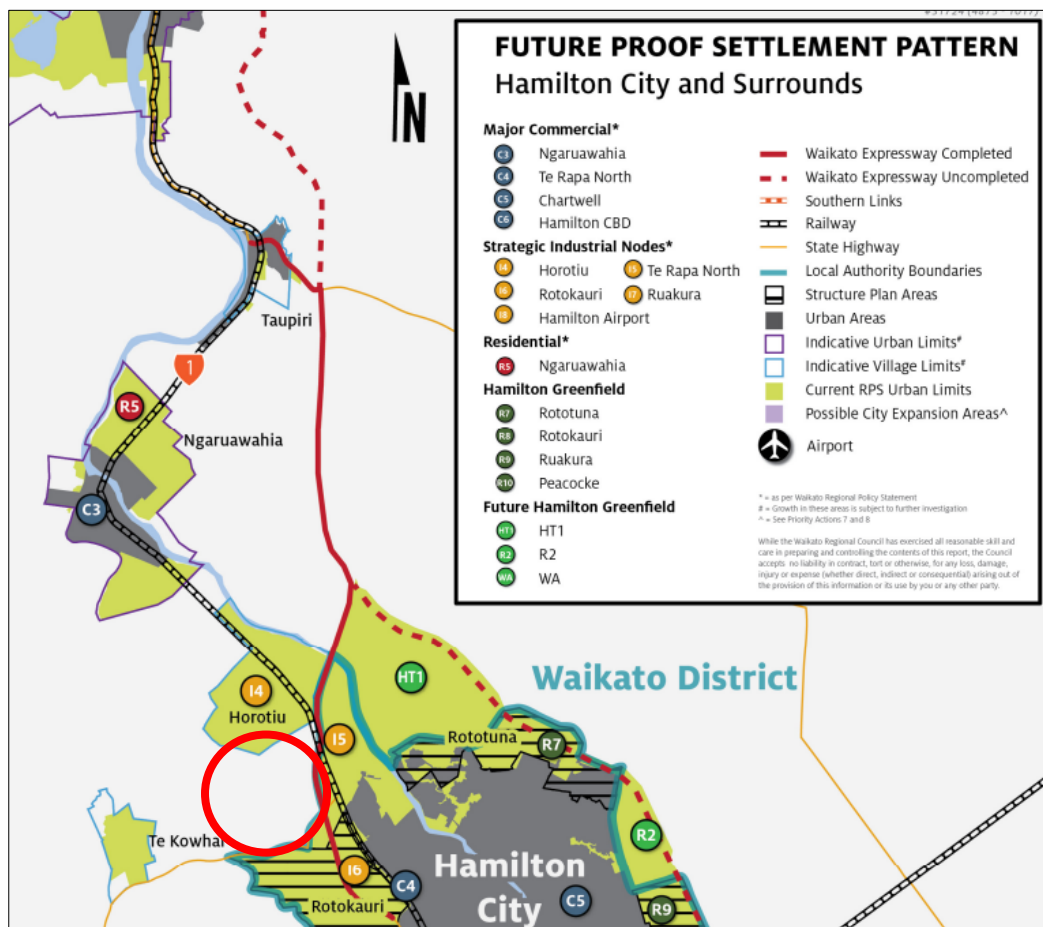 FUTURE PROOF SETTLEMENT PATTERN
Hamilton City and Surrounds
Major Commercial*
C3 Ngaruawahia
C4 Te Rapa North
C5 Chartwell
C6 Hamilton CBD
Strategic Industrial Nodes*
I4 Horotiu I5 Te Rapa North
I6 Rotokauri I7 Ruakura
I8 Hamilton Airport
Residential*
R5 Ngaruawahia
Hamilton Greenfield
R7 Rototuna
R8 Rotokauri
R9 Ruakura
R10 Peacocke
Future Hamilton Greenfield
HT1 HT1
R2 R2
WA WA
Waikato Expressway Completed
Waikato Expressway Uncompleted
Southern Links
Railway
State Highway
Local Authority Boundaries
Structure Plan Areas
Urban Areas
Indicative Urban Limits#
Indicative Village Limits#
Current RPS Urban Limits
Possible City Expansion Areas^
Airport
* = as per Waikato Regional Policy Statement
# = Growth in these areas is subject to further investigation
^ = See Priority Actions 7 and 8
While the Waikato Regional Council has exercised all reasonable skill and
care in preparing and controlling the contents of this report, the Council
accepts no liability in contract, tort or otherwise, for any loss, damage,
injury or expense (whether direct, indirect or consequential) arising out of
the provision of this information or its use by you or any other party.
N
Taupiri
1
R5
Ngaruawahia
C3
HT1
Waikato District
I4
Horotiu
I5
Rototuna
R7
Te Kowhai
R2
I6
Hamilton
City
C4
C5
Rotokauri
R9